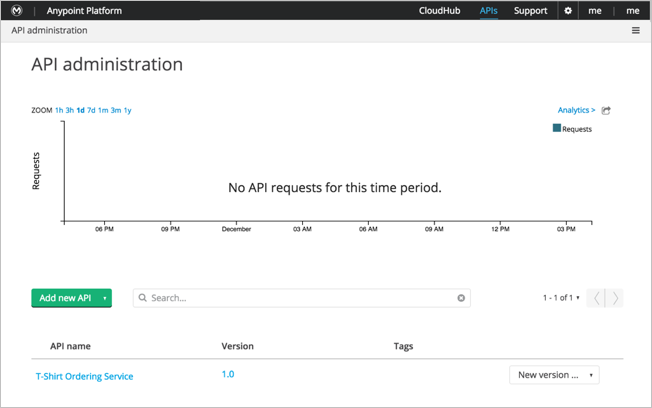 Anypoint Platform
CloudHub APIs Support me me
API administration
API administration
ZOOM 1h 3h 1d 7d 1m 3m 1y
Analytics >
Requests
Requests
No API requests for this time period.
06 PM 09 PM December 03 AM 06 AM 09 AM 12 PM 03 PM
Add new API Search... 1 - 1 of 1
API name Version Tags
T-Shirt Ordering Service 1.0 New version ...